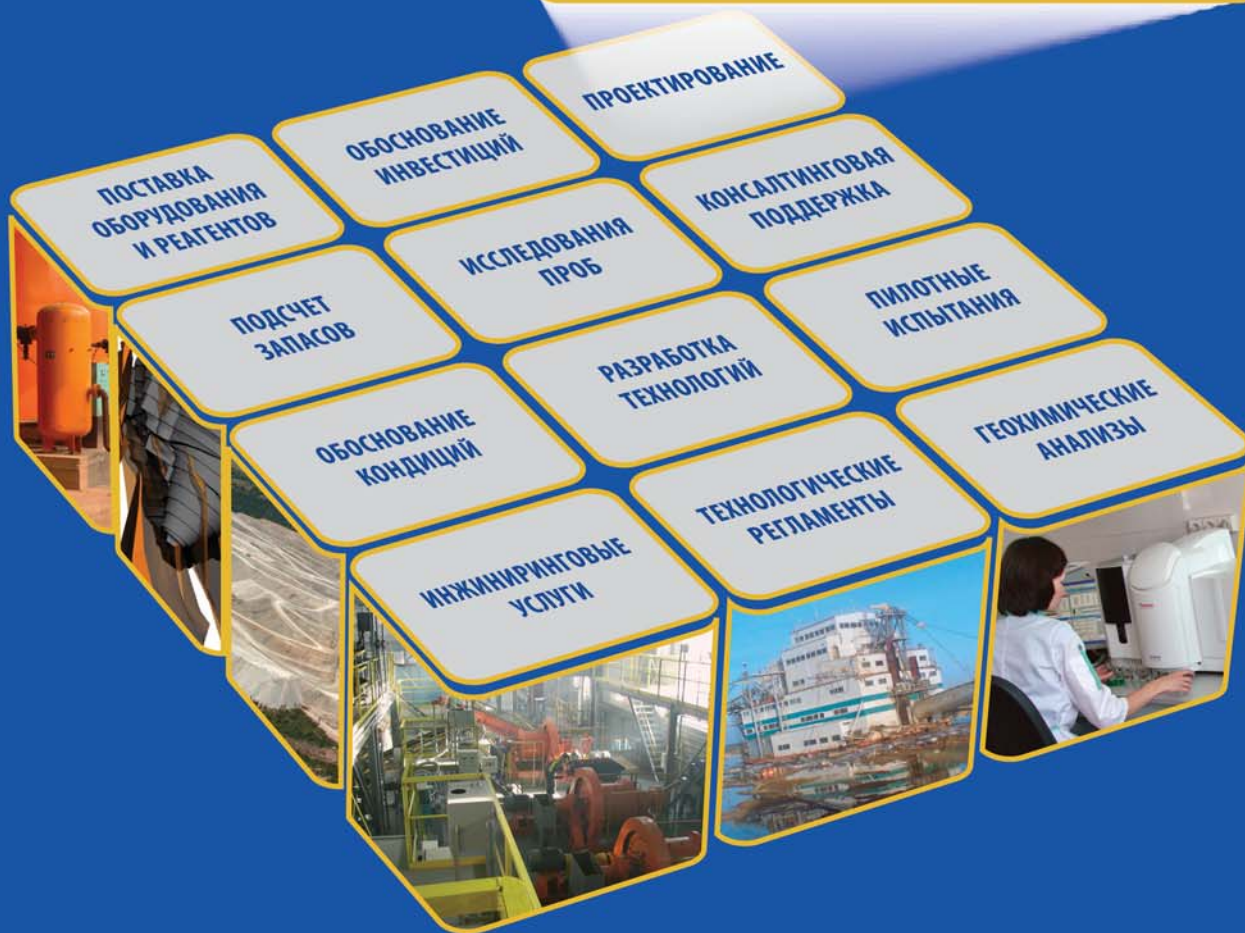 ПРОЕКТИРОВАНИЕ
ОБОСНОВАНИЕ
ИНВЕСТИЦИЙ
ПОСТАВКА
ОБОРУДОВАНИЯ
И РЕАГЕНТОВ
КОНСАЛТИНГОВАЯ
ПОДДЕРЖКА
ИССЛЕДОВАНИЯ
ПРОБ
ПОДСЧЕТ
ЗАПАСОВ
ПИЛОТНЫЕ
ИСПЫТАНИЯ
РАЗРАБОТКА
ТЕХНОЛОГИЙ
ОБОСНОВАНИЕ
КОНДИЦИЙ
ГЕОХИМИЧЕСКИЕ
АНАЛИЗЫ
ТЕХНОЛОГИЧЕСКИЕ
РЕГЛАМЕНТЫ
ИНЖИНИРИНГОВЫЕ
УСЛУГИ